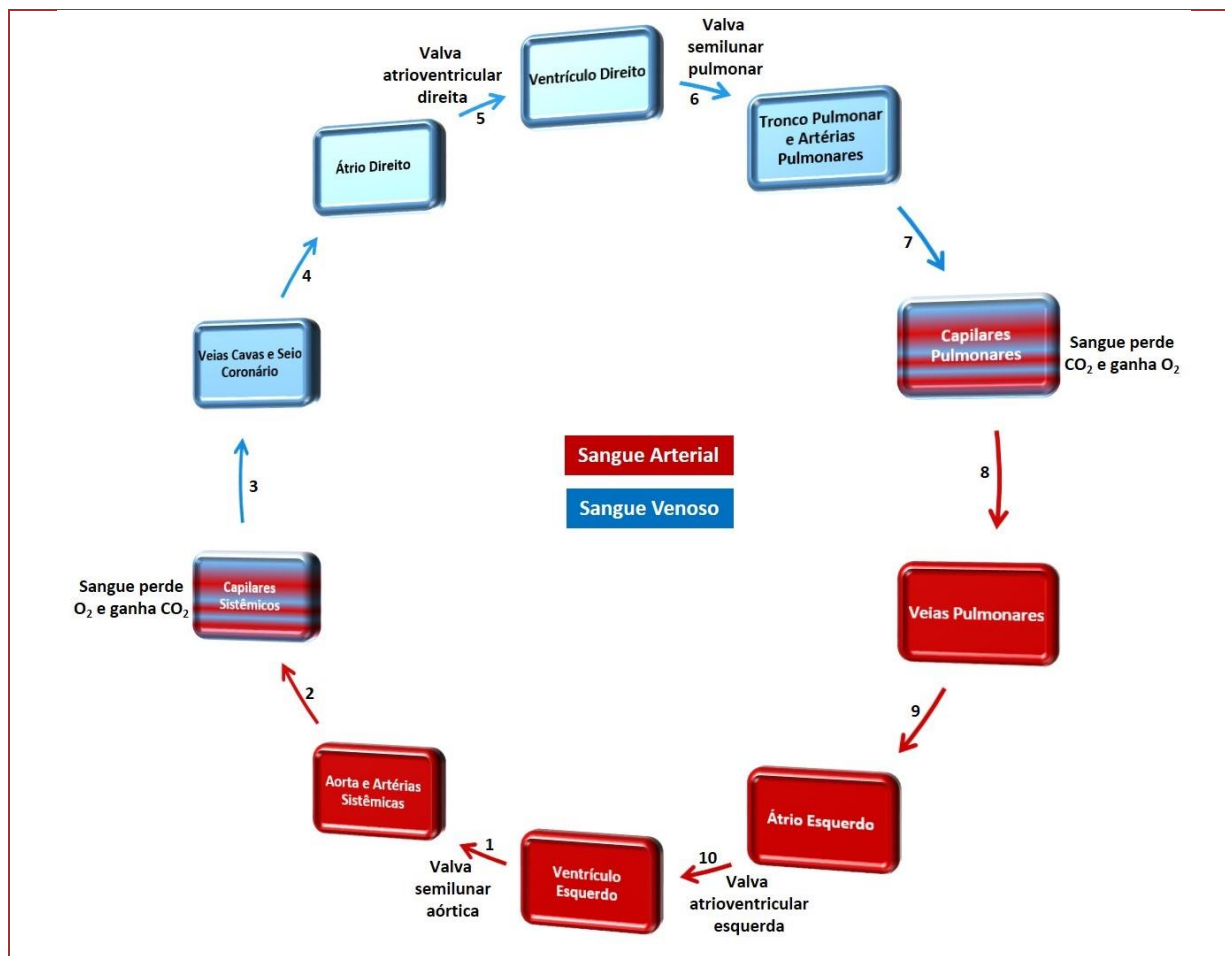 Valva
atrioventricular
direita
5
Ventrículo Direito
Valva
semilunar
pulmonar
6
Tronco Pulmonar
e Artérias
Pulmonares
Átrio Direito
7
4
Capilares
Pulmonares
Sangue perde
CO₂ e ganha O₂
Veias Cavas e Seio
Coronário
Sangue Arterial
Sangue Venoso
8
3
Capilares
Sistêmicos
Sangue perde
O₂ e ganha CO₂
Veias Pulmonares
2
9
Aorta e Artérias
Sistêmicas
Átrio Esquerdo
1
Valva
semilunar
aórtica
Ventrículo
Esquerdo
10
Valva
atrioventricular
esquerda